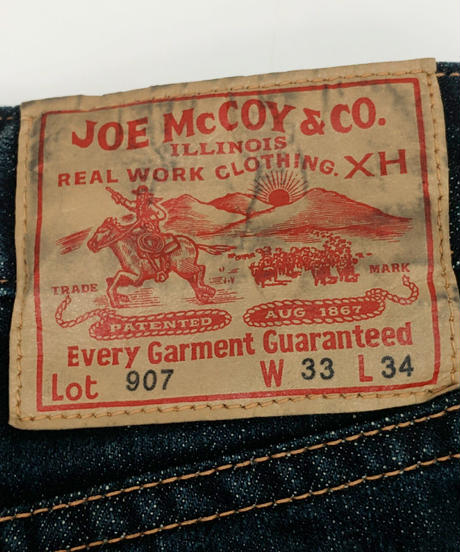 JOE McCOY & CO.
ILLINOIS
REAL WORK CLOTHING. XH
TRADE MARK
PATENTED AUG 1867
Every Garment Guaranteed
Lot 907 W 33 L 34